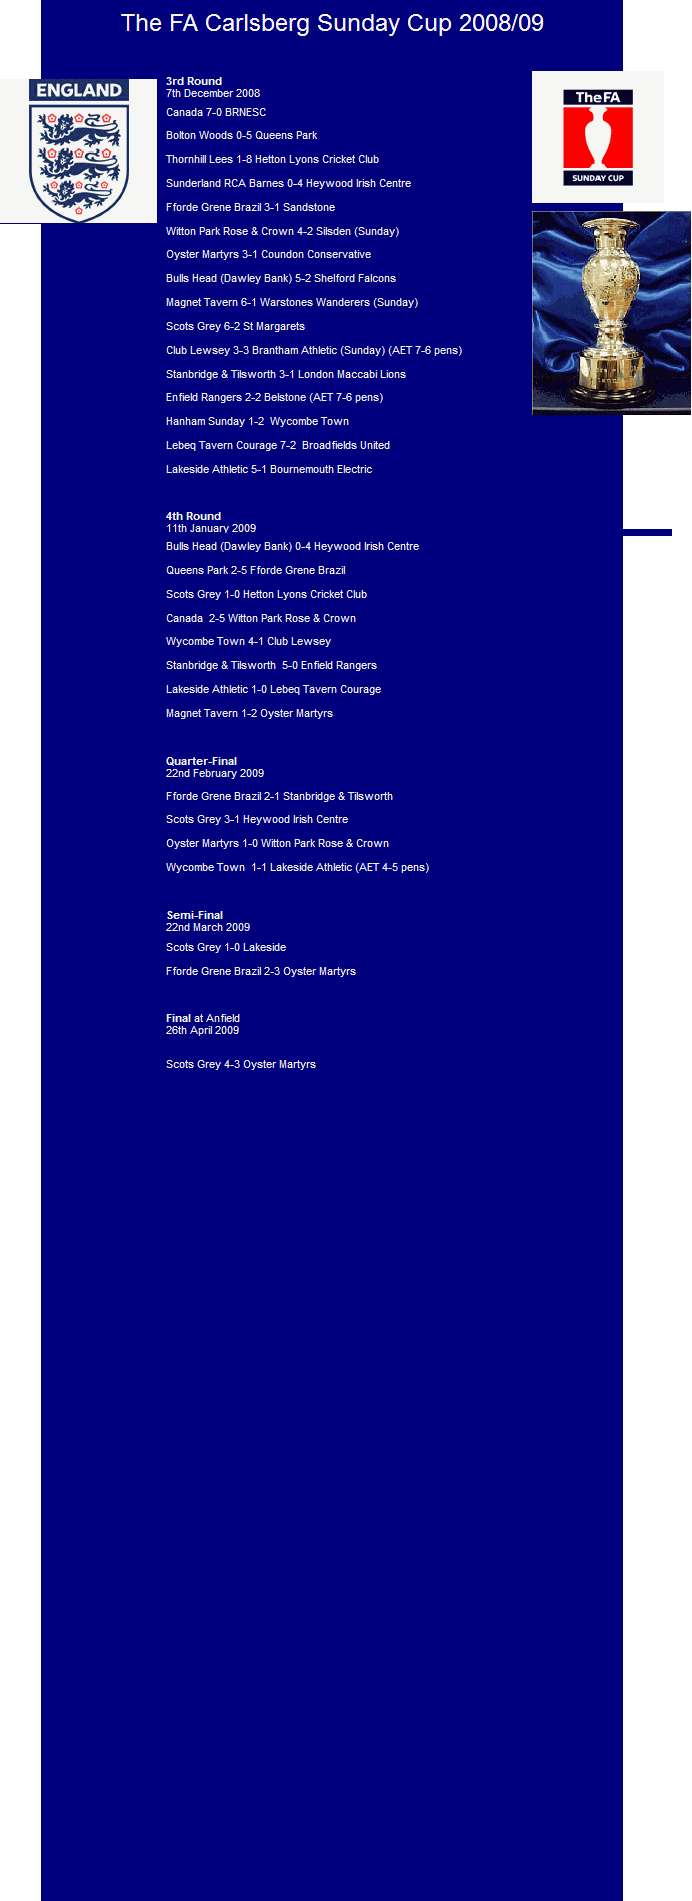 The FA Carlsberg Sunday Cup 2008/09
ENGLAND
The FA
SUNDAY CUP
3rd Round
7th December 2008
Canada 7-0 BRNESC
Bolton Woods 0-5 Queens Park
Thornhill Lees 1-8 Hetton Lyons Cricket Club
Sunderland RCA Barnes 0-4 Heywood Irish Centre
Fforde Grene Brazil 3-1 Sandstone
Witton Park Rose & Crown 4-2 Silsden (Sunday)
Oyster Martyrs 3-1 Coundon Conservative
Bulls Head (Dawley Bank) 5-2 Shelford Falcons
Magnet Tavern 6-1 Warstones Wanderers (Sunday)
Scots Grey 6-2 St Margarets
Club Lewsey 3-3 Brantham Athletic (Sunday) (AET 7-6 pens)
Stanbridge & Tilsworth 3-1 London Maccabi Lions
Enfield Rangers 2-2 Belstone (AET 7-6 pens)
Hanham Sunday 1-2 Wycombe Town
Lebeq Tavern Courage 7-2 Broadfields United
Lakeside Athletic 5-1 Bournemouth Electric
4th Round
11th January 2009
Bulls Head (Dawley Bank) 0-4 Heywood Irish Centre
Queens Park 2-5 Fforde Grene Brazil
Scots Grey 1-0 Hetton Lyons Cricket Club
Canada 2-5 Witton Park Rose & Crown
Wycombe Town 4-1 Club Lewsey
Stanbridge & Tilsworth 5-0 Enfield Rangers
Lakeside Athletic 1-0 Lebeq Tavern Courage
Magnet Tavern 1-2 Oyster Martyrs
Quarter-Final
22nd February 2009
Fforde Grene Brazil 2-1 Stanbridge & Tilsworth
Scots Grey 3-1 Heywood Irish Centre
Oyster Martyrs 1-0 Witton Park Rose & Crown
Wycombe Town 1-1 Lakeside Athletic (AET 4-5 pens)
Semi-Final
22nd March 2009
Scots Grey 1-0 Lakeside
Fforde Grene Brazil 2-3 Oyster Martyrs
Final at Anfield
26th April 2009
Scots Grey 4-3 Oyster Martyrs